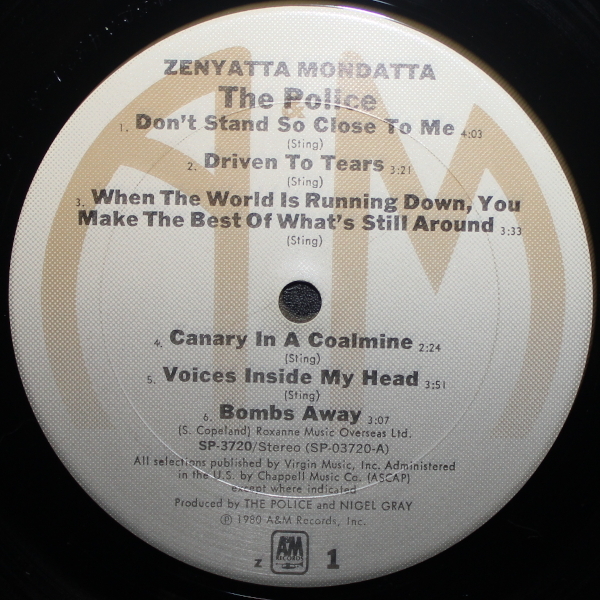 ZENYATTA MONDATTA
The Police
1. Don't Stand So Close To Me 4:03
(Sting)
2. Driven To Tears 3:21
(Sting)
3. When The World Is Running Down, You
Make The Best Of What's Still Around 3:33
(Sting)
4. Canary In A Coalmine 2:24
(Sting)
5. Voices Inside My Head 3:51
(Sting)
6. Bombs Away 3:07
(S. Copeland) Roxanne Music Overseas Ltd.
SP-3720/Stereo (SP-03720-A)
All selections published by Virgin Music, Inc. Administered
in the U.S. by Chappell Music Co. (ASCAP)
except where indicated
Produced by THE POLICE and NIGEL GRAY
℗ 1980 A&M Records, Inc.
z A&M RECORDS 1